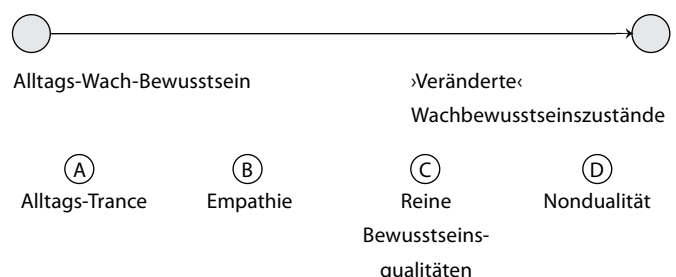 Alltags-Wach-Bewusstsein
›Veränderte‹
Wachbewusstseinszustände
A
Alltags-Trance
B
Empathie
C
Reine
Bewusstseins-
qualitäten
D
Nondualität